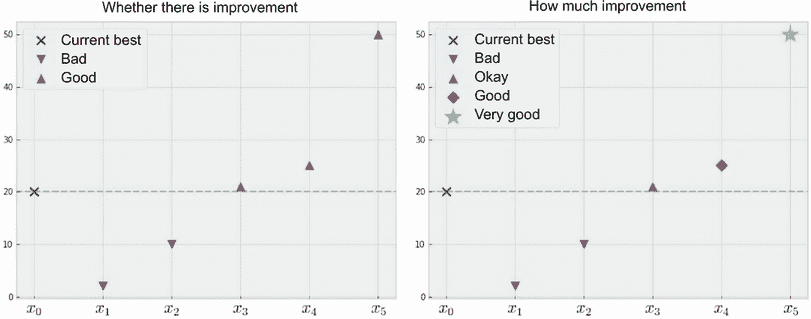 Whether there is improvement
50
40
30
20
10
0
Current best
Bad
Good
x₀ x₁ x₂ x₃ x₄ x₅
How much improvement
50
40
30
20
10
0
Current best
Bad
Okay
Good
Very good
x₀ x₁ x₂ x₃ x₄ x₅